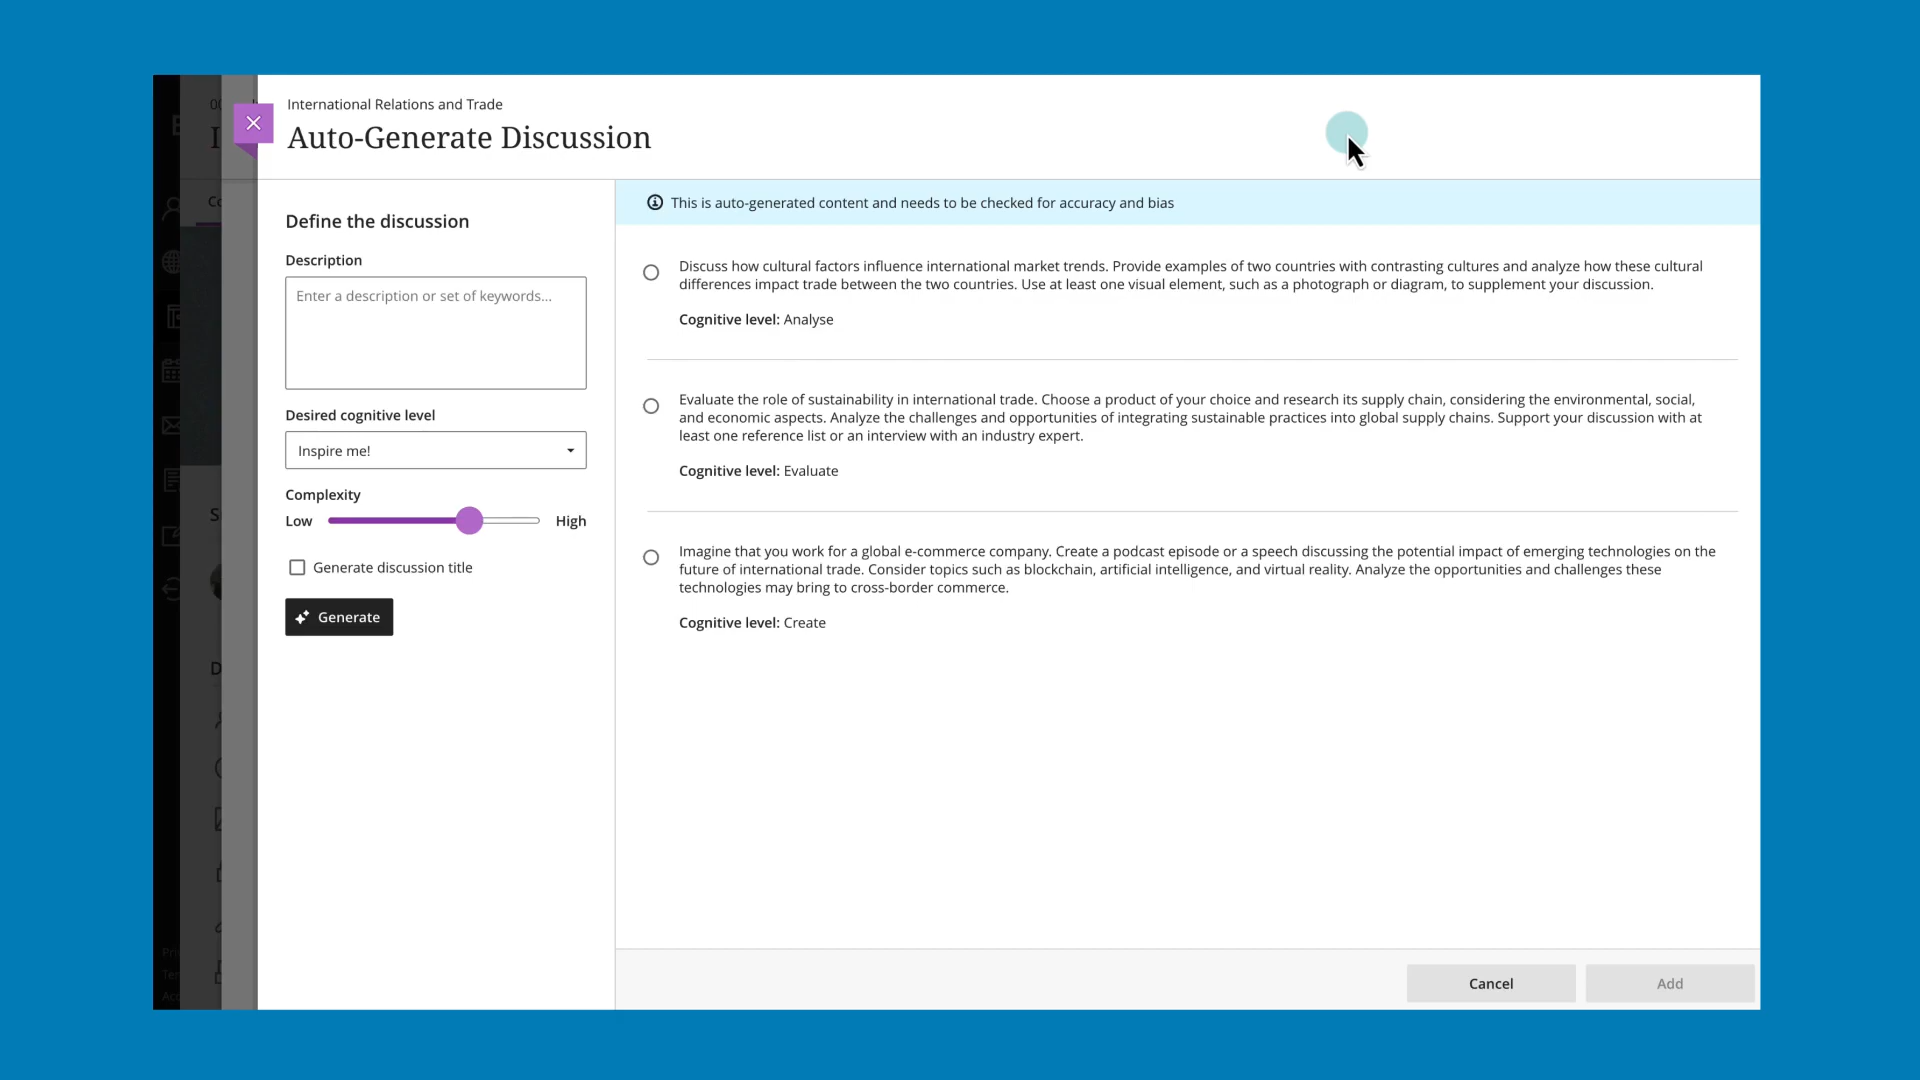 International Relations and Trade
Auto-Generate Discussion
Define the discussion
Description
Enter a description or set of keywords...
Desired cognitive level
Inspire me!
Complexity
Low
High
Generate discussion title
Generate
This is auto-generated content and needs to be checked for accuracy and bias
Discuss how cultural factors influence international market trends. Provide examples of two countries with contrasting cultures and analyze how these cultural
differences impact trade between the two countries. Use at least one visual element, such as a photograph or diagram, to supplement your discussion.
Cognitive level: Analyse
Evaluate the role of sustainability in international trade. Choose a product of your choice and research its supply chain, considering the environmental, social,
and economic aspects. Analyze the challenges and opportunities of integrating sustainable practices into global supply chains. Support your discussion with at
least one reference list or an interview with an industry expert.
Cognitive level: Evaluate
Imagine that you work for a global e-commerce company. Create a podcast episode or a speech discussing the potential impact of emerging technologies on the
future of international trade. Consider topics such as blockchain, artificial intelligence, and virtual reality. Analyze the opportunities and challenges these
technologies may bring to cross-border commerce.
Cognitive level: Create
Cancel
Add